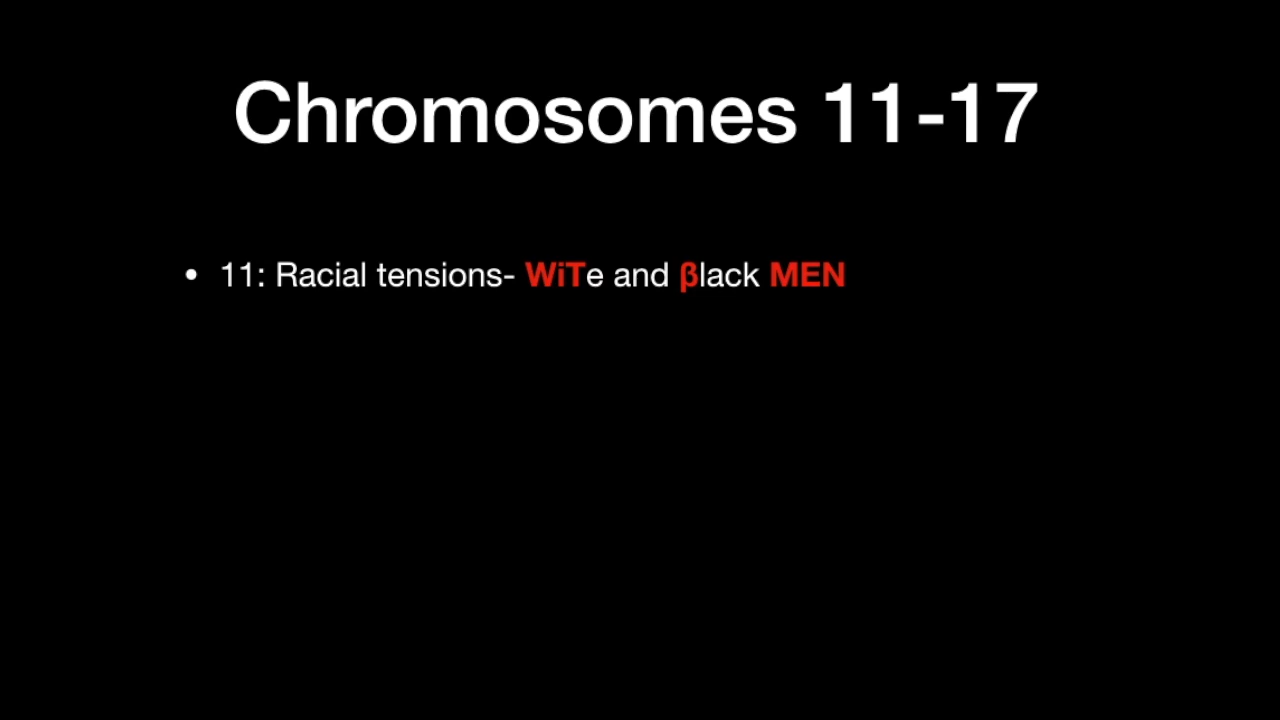 Chromosomes 11-17
• 11: Racial tensions- WiTe and βlack MEN